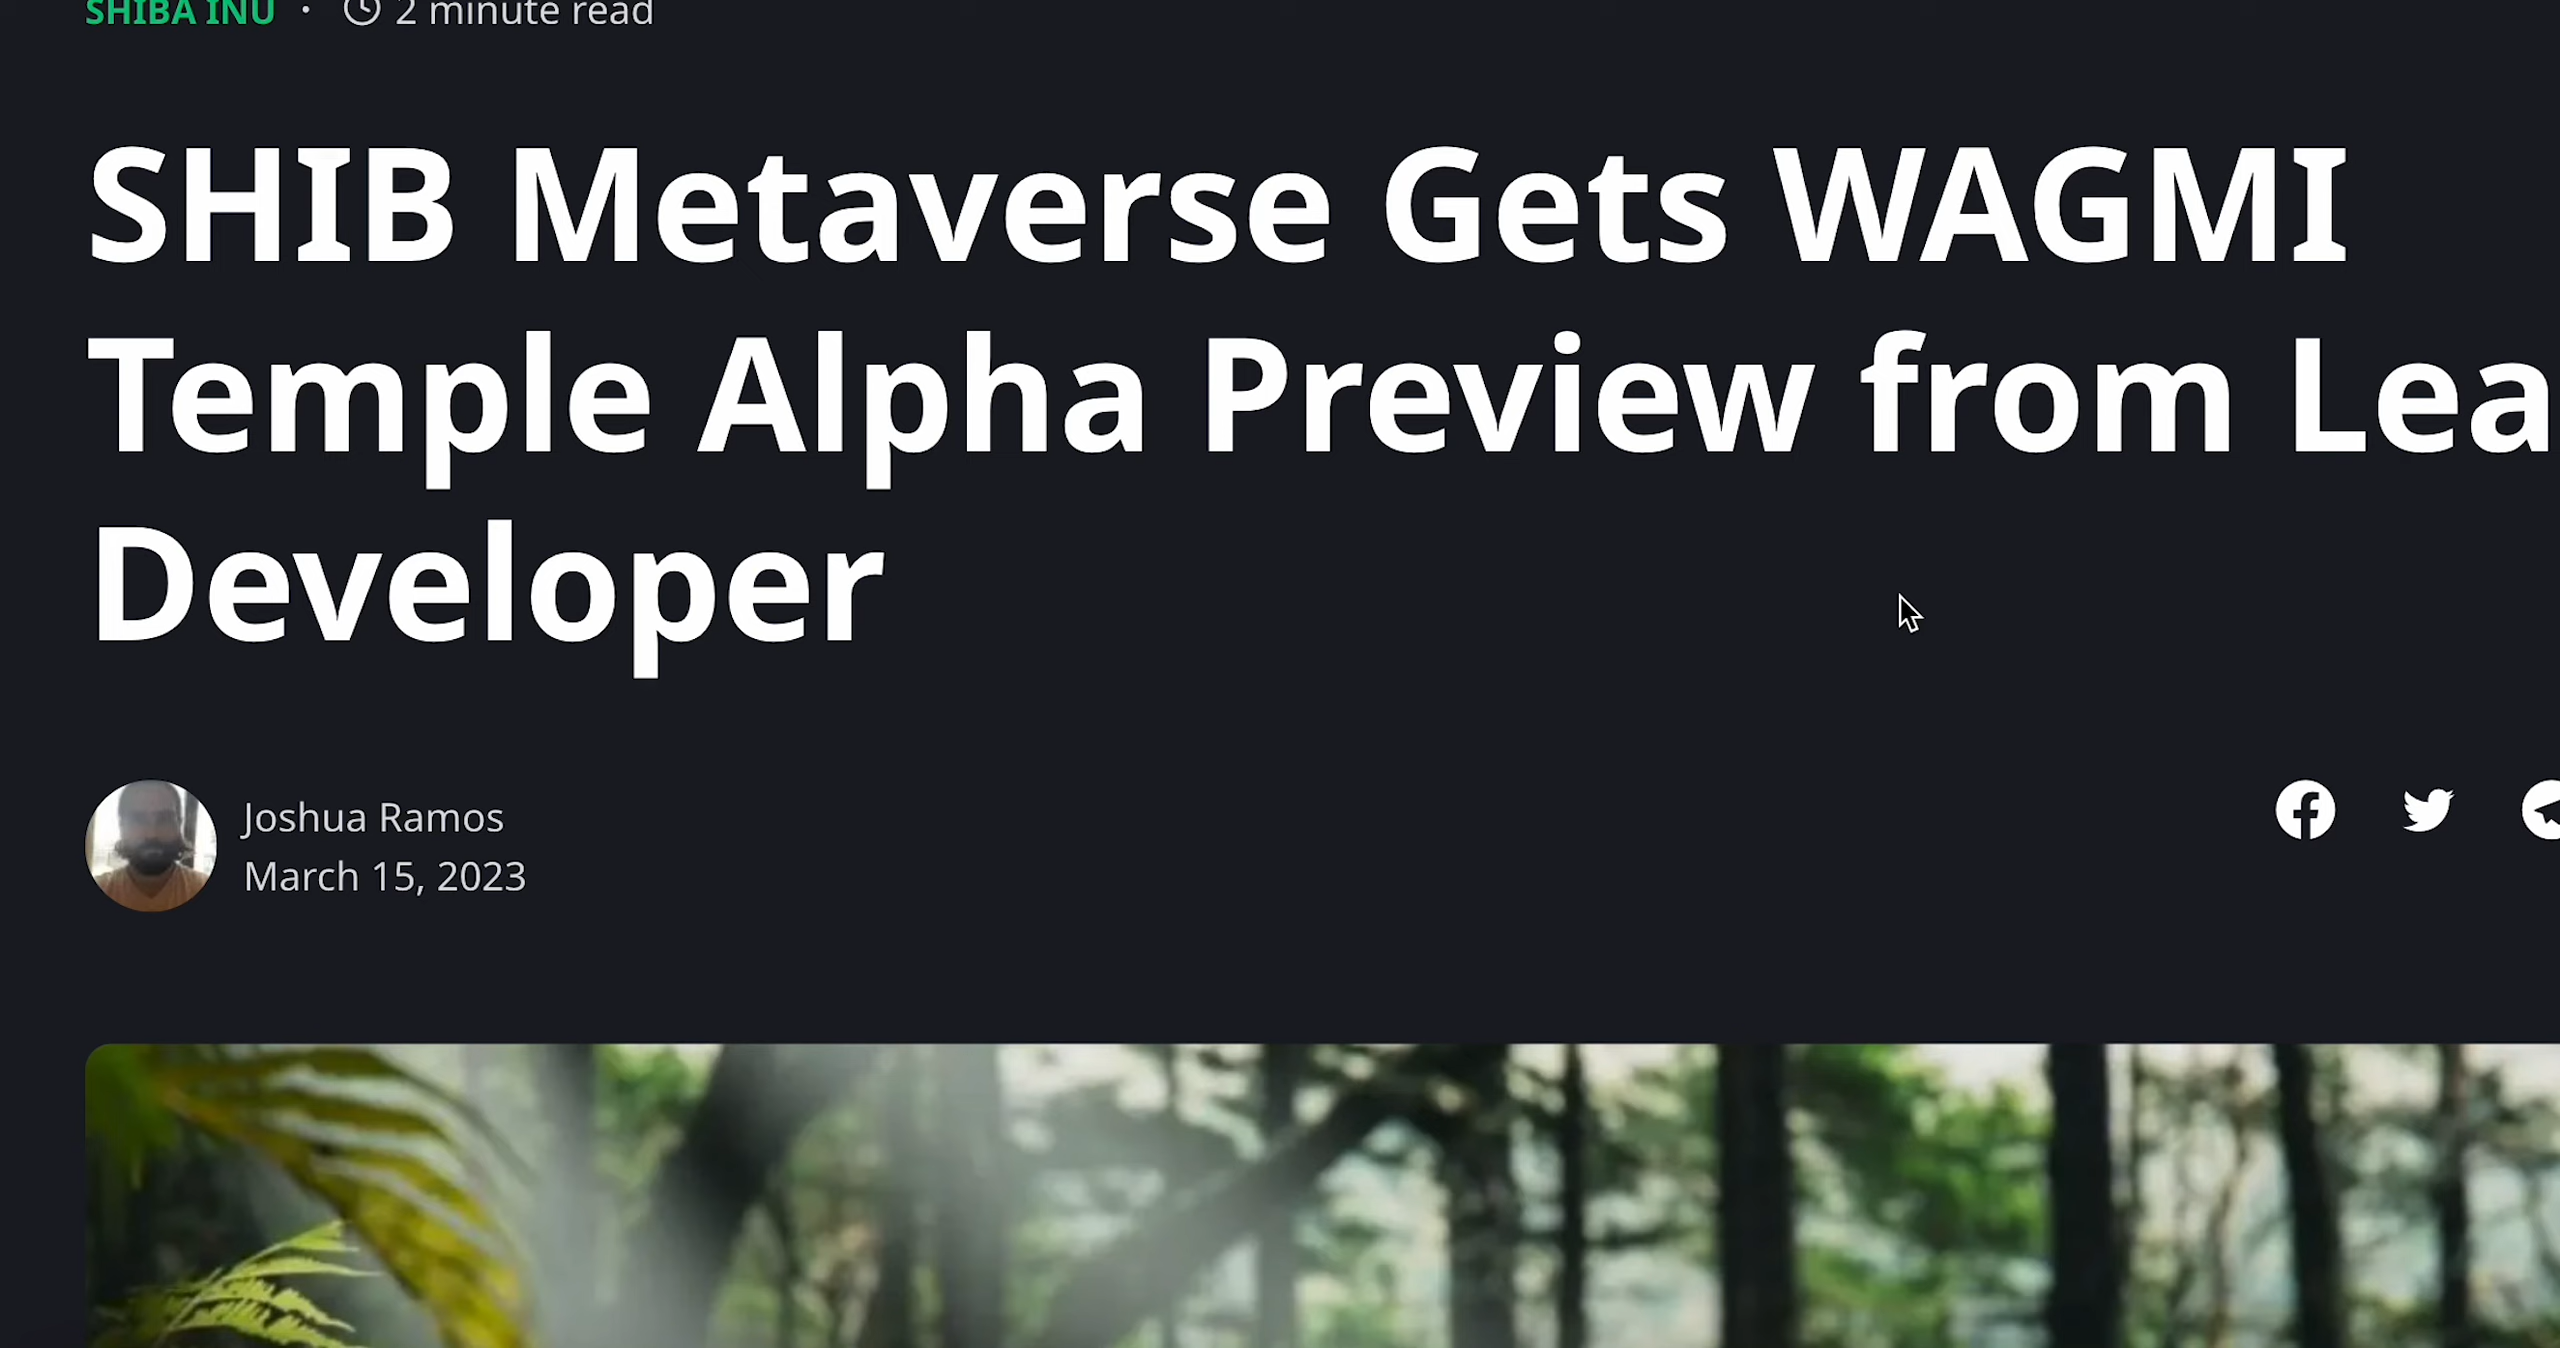 SHIBA INU · 2 minute read
SHIB Metaverse Gets WAGMI
Temple Alpha Preview from Lea
Developer
Joshua Ramos
March 15, 2023